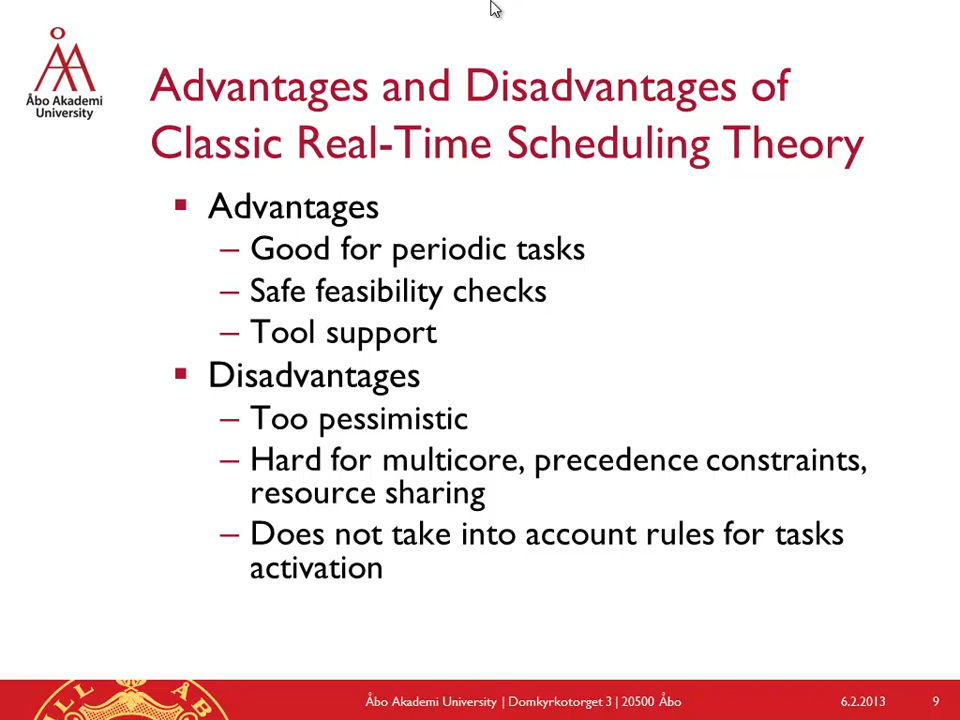 Åbo Akademi
University
Advantages and Disadvantages of
Classic Real-Time Scheduling Theory
Advantages
– Good for periodic tasks
– Safe feasibility checks
– Tool support
Disadvantages
– Too pessimistic
– Hard for multicore, precedence constraints,
resource sharing
– Does not take into account rules for tasks
activation
Åbo Akademi University | Domkyrkotorget 3 | 20500 Åbo
6.2.2013
9